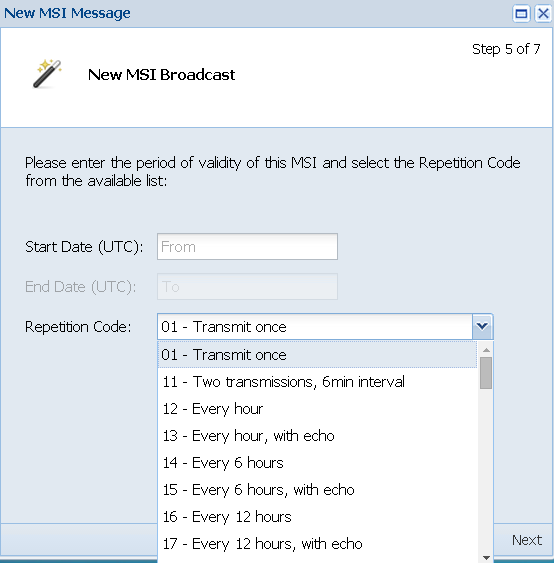 New MSI Message
Step 5 of 7
New MSI Broadcast
Please enter the period of validity of this MSI and select the Repetition Code
from the available list:
Start Date (UTC): From
End Date (UTC): To
Repetition Code: 01 - Transmit once
01 - Transmit once
11 - Two transmissions, 6min interval
12 - Every hour
13 - Every hour, with echo
14 - Every 6 hours
15 - Every 6 hours, with echo
16 - Every 12 hours
17 - Every 12 hours, with echo
Next